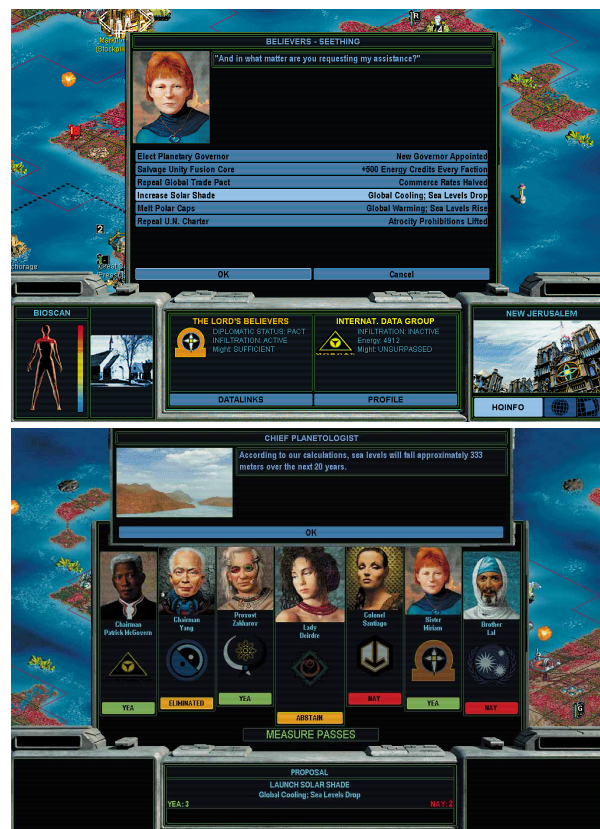 R
4
BELIEVERS - SEETHING
"And in what matter are you requesting my assistance?"
Elect Planetary Governor New Governor Appointed
Salvage Unity Fusion Core +500 Energy Credits Every Faction
Repeal Global Trade Pact Commerce Rates Halved
Increase Solar Shade Global Cooling; Sea Levels Drop
Melt Polar Caps Global Warming; Sea Levels Rise
Repeal U.N. Charter Atrocity Prohibitions Lifted
2
chorage
OK Cancel
BIOSCAN
THE LORD'S BELIEVERS
DIPLOMATIC STATUS: PACT
INFILTRATION: ACTIVE
Might: SUFFICIENT
INTERNAT. DATA GROUP
INFILTRATION: INACTIVE
Energy: 4912
Might: UNSURPASSED
MORGAN
NEW JERUSALEM
DATALINKS PROFILE
HQINFO
CHIEF PLANETOLOGIST
According to our calculations, sea levels will fall approximately 333
meters over the next 20 years.
OK
Chairman
Patrick McGovern
Chairman
Yang
Provost
Zakharov
Lady
Deirdre
Colonel
Santiago
Sister
Miriam
Brother
Lal
YEA
ELIMINATED
YEA
ABSTAIN
NAY
YEA
NAY
G
MEASURE PASSES
PROPOSAL
LAUNCH SOLAR SHADE
Global Cooling; Sea Levels Drop
YEA: 3 NAY: 2